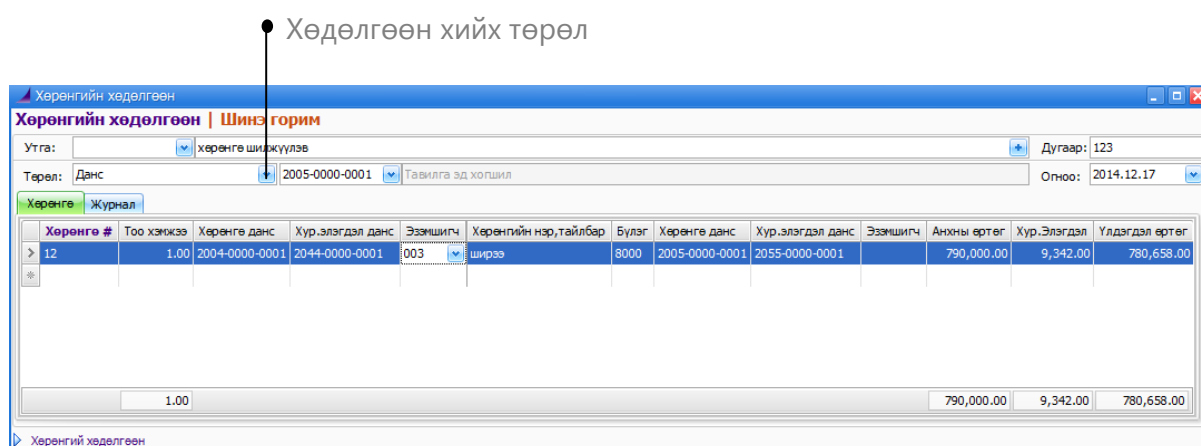 Хөдөлгөөн хийх төрөл
Хөрөнгийн хөдөлгөөн
Хөрөнгийн хөдөлгөөн | Шинэ горим
Утга: хөрөнгө шилжүүлэв Дугаар: 123
Төрөл: Данс 2005-0000-0001 Тавилга эд хогшил Огноо: 2014.12.17
Хөрөнгө Журнал
Хөрөнгө # Тоо хэмжээ Хөрөнгө данс Хур.элэгдэл данс Эзэмшигч Хөрөнгийн нэр,тайлбар Бүлэг Хөрөнгө данс Хур.элэгдэл данс Эзэмшигч Анхны өртөг Хур.Элэгдэл Үлдэгдэл өртөг
12 1.00 2004-0000-0001 2044-0000-0001 003 ширээ 8000 2005-0000-0001 2055-0000-0001 790,000.00 9,342.00 780,658.00
1.00 790,000.00 9,342.00 780,658.00
Хөрөнгий хөдөлгөөн